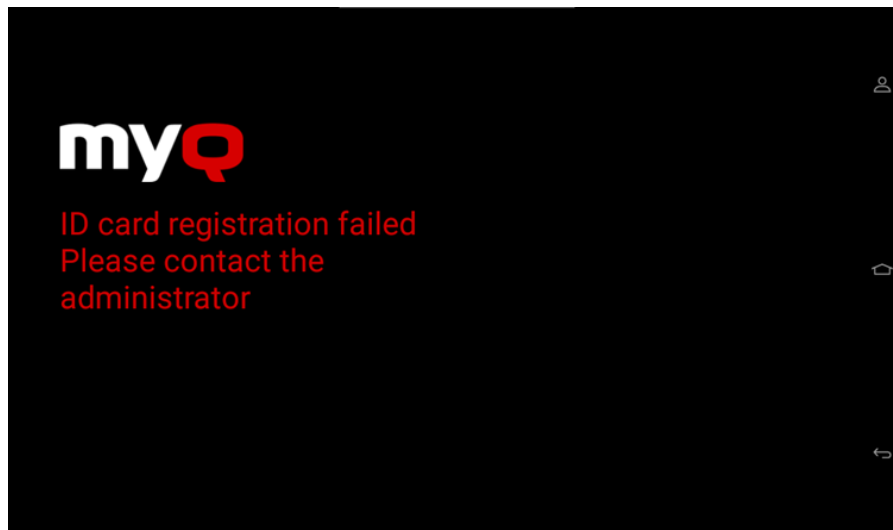 myQ
ID card registration failed
Please contact the
administrator